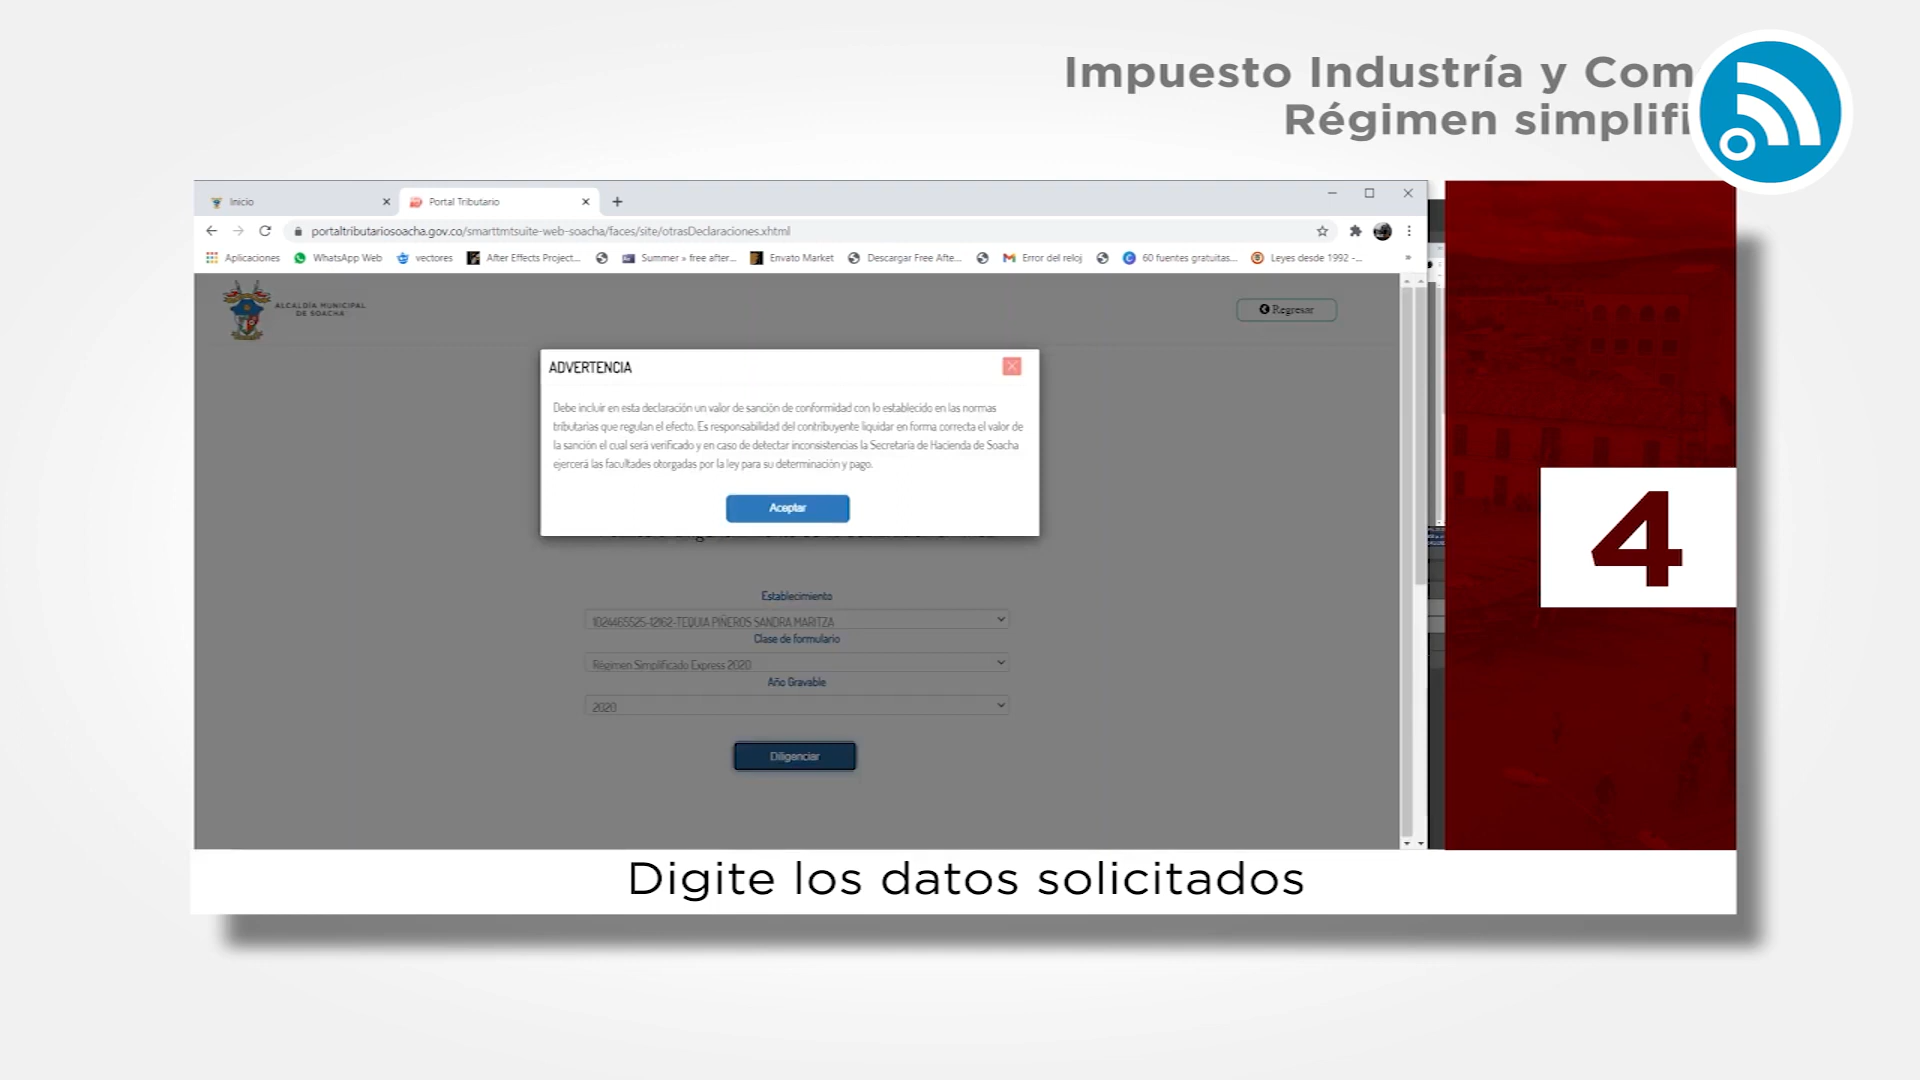 Impuesto Industría y Com
Régimen simplifi
Inicio
Portal Tributario
portaltributariosoacha.gov.co/smarttmtsuite-web-soacha/faces/site/otrasDeclaraciones.xhtml
Aplicaciones WhatsApp Web vectores After Effects Project... Summer » free after... Envato Market Descargar Free Afte... Error del reloj 60 fuentes gratuitas... Leyes desde 1992 -... »
ALCALDÍA MUNICIPAL
DE SOACHA
Regresar
ADVERTENCIA
Debe incluir en esta declaración un valor de sanción de conformidad con lo establecido en las normas
tributarias que regulan el efecto. Es responsabilidad del contribuyente liquidar en forma correcta el valor de
la sanción el cual será verificado y en caso de detectar inconsistencias la Secretaría de Hacienda de Soacha
ejercerá las facultades otorgadas por la ley para su determinación y pago.
Aceptar
Establecimiento
1024465525-12162-TEQUIA PIÑEROS SANDRA MARITZA
Clase de formulario
Régimen Simplificado Express 2020
Año Gravable
2020
Diligenciar
4
Digite los datos solicitados